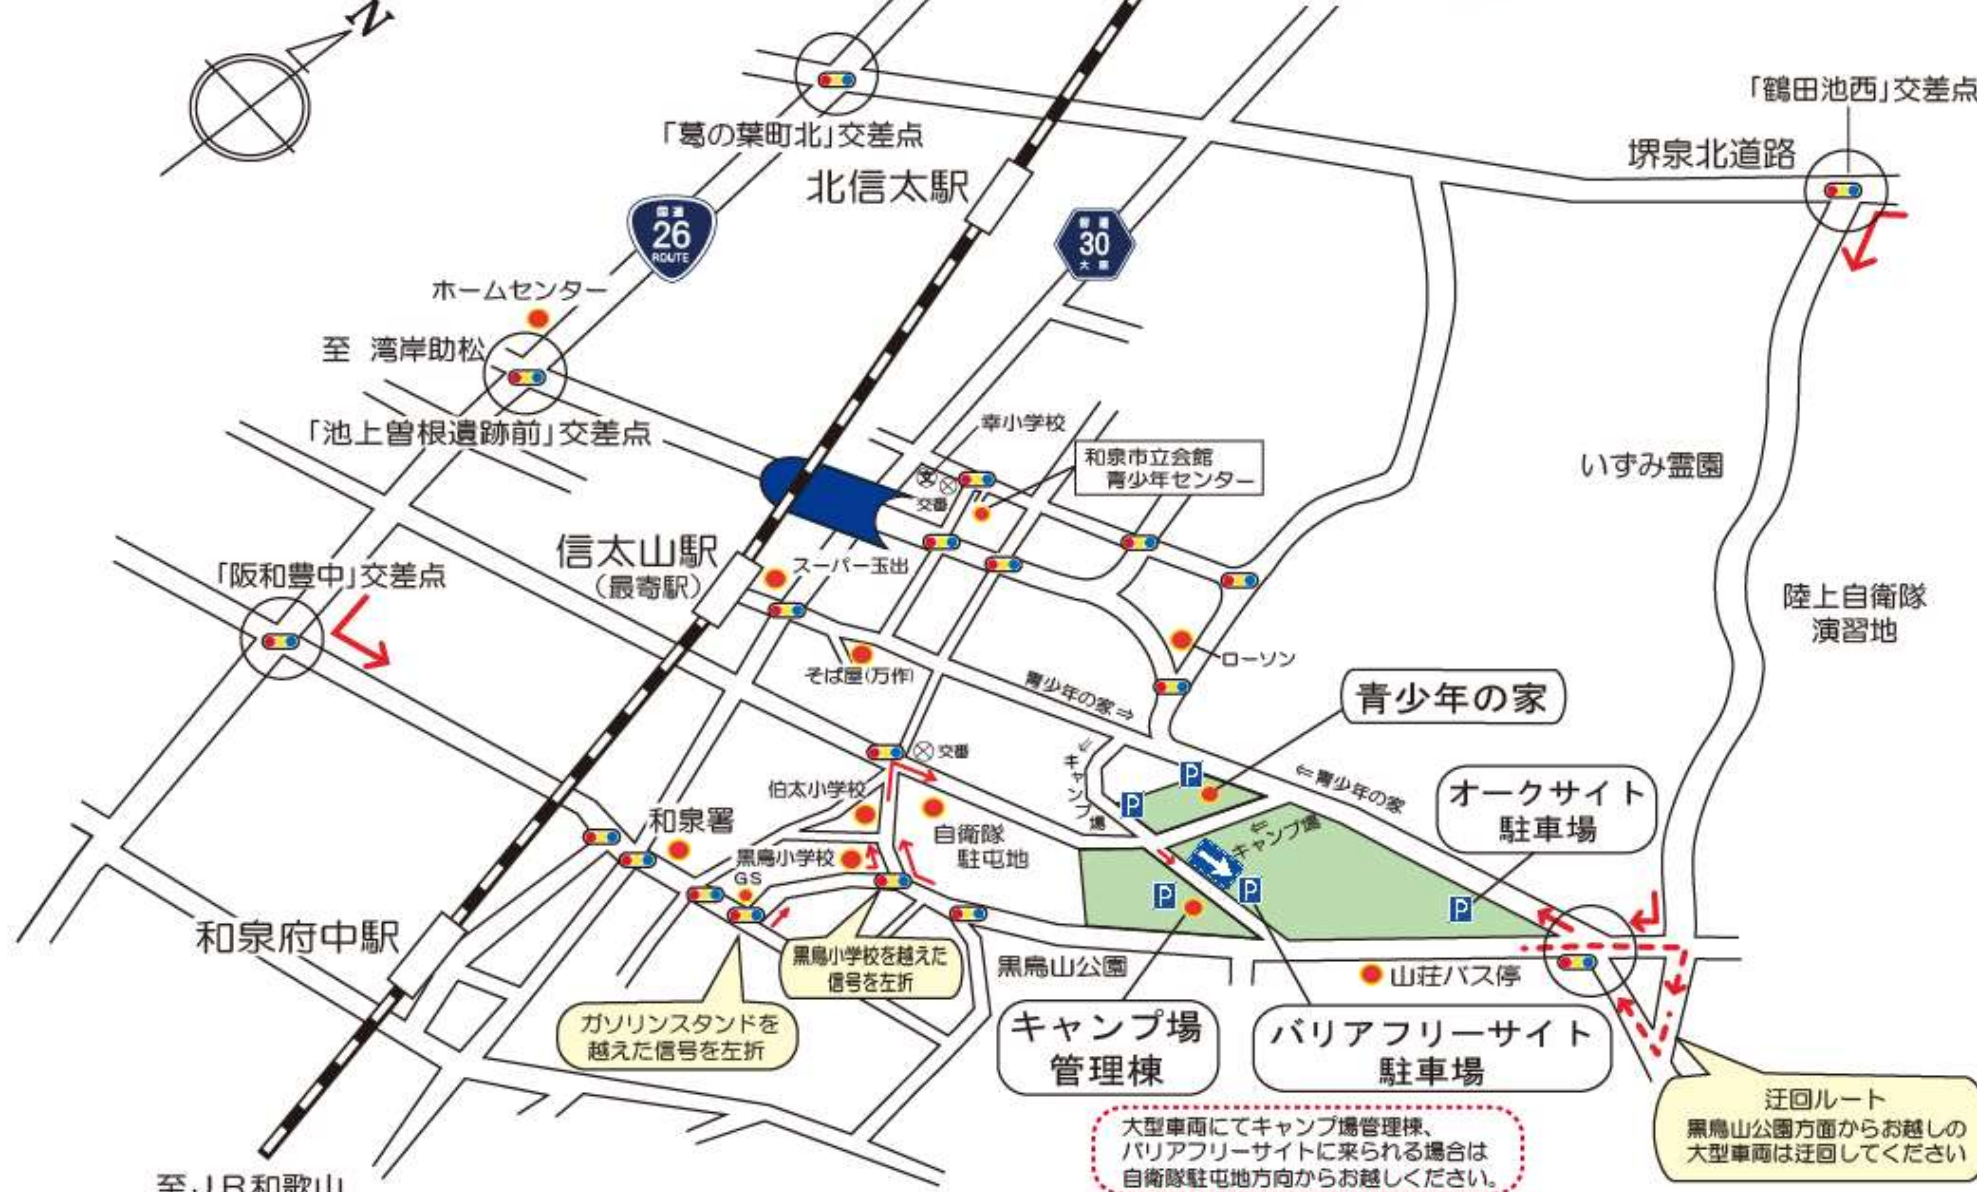 N
「葛の葉町北」交差点
「鶴田池西」交差点
堺泉北道路
北信太駅
国道
26
ROUTE
都道
30
大阪
ホームセンター
至 湾岸助松
「池上曽根遺跡前」交差点
幸小学校
和泉市立会館
青少年センター
交番
いずみ霊園
信太山駅
(最寄駅)
スーパー玉出
「阪和豊中」交差点
陸上自衛隊
演習地
そば屋(万作)
ローソン
青少年の家⇒
青少年の家
⇐キャンプ場
交番
P
P
⇐青少年の家
オークサイト
駐車場
伯太小学校
和泉署
自衛隊
駐屯地
⇐キャンプ場
黒鳥小学校
GS
P
P
P
和泉府中駅
黒鳥小学校を越えた
信号を左折
黒鳥山公園
山荘バス停
ガソリンスタンドを
越えた信号を左折
キャンプ場
管理棟
バリアフリーサイト
駐車場
迂回ルート
黒鳥山公園方面からお越しの
大型車両は迂回してください
大型車両にてキャンプ場管理棟、
バリアフリーサイトに来られる場合は
自衛隊駐屯地方向からお越しください。
至JR和歌山